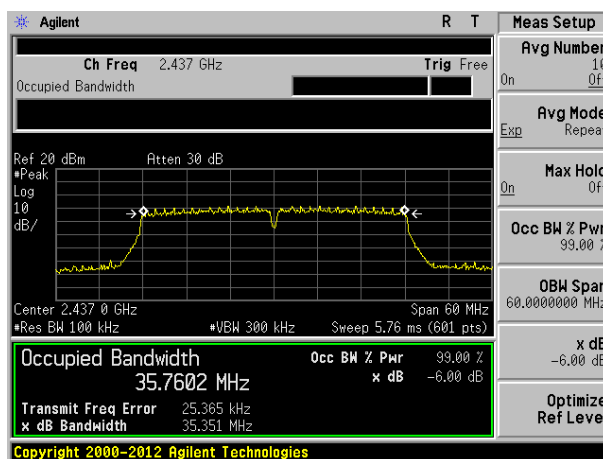 Agilent R T
Ch Freq 2.437 GHz Trig Free
Occupied Bandwidth
Ref 20 dBm Atten 30 dB
#Peak
Log
10
dB/
Center 2.437 0 GHz Span 60 MHz
#Res BW 100 kHz #VBW 300 kHz Sweep 5.76 ms (601 pts)
Occupied Bandwidth Occ BW % Pwr 99.00 %
35.7602 MHz x dB -6.00 dB
Transmit Freq Error 25.365 kHz
x dB Bandwidth 35.351 MHz
Copyright 2000-2012 Agilent Technologies
Meas Setup
Avg Number
10
On Off
Avg Mode
Exp Repeat
Max Hold
On Off
Occ BW % Pwr
99.00 %
OBW Span
60.0000000 MHz
x dB
-6.00 dB
Optimize
Ref Level